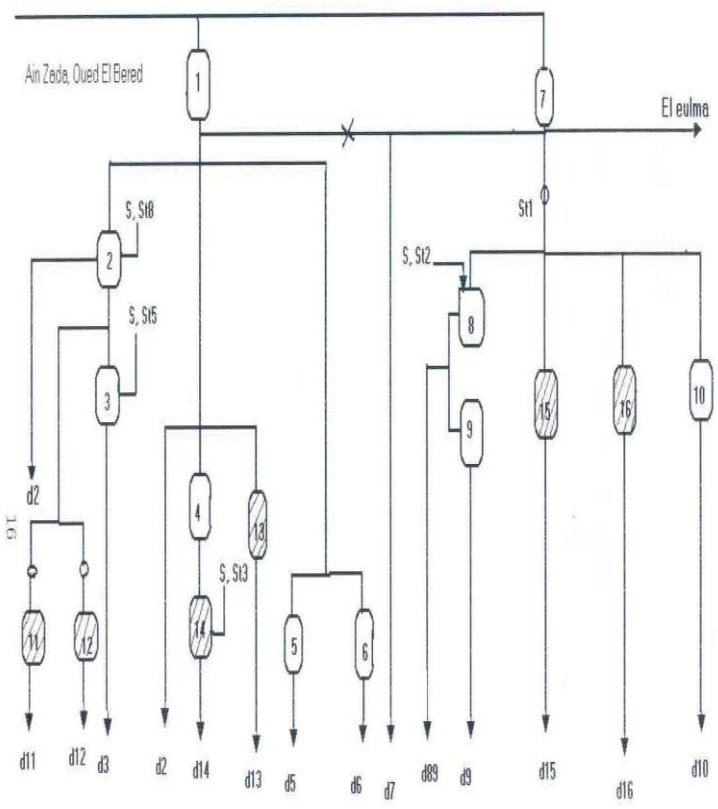 Ain Zada, Oued El Bered
1
7
El eulma
St1
S, St8
2
S, St2
8
S, St5
3
9
15
16
10
d2
16
4
13
S, St3
11
12
14
5
6
d11
d12
d3
d2
d14
d13
d5
d6
d7
d89
d9
d15
d16
d10